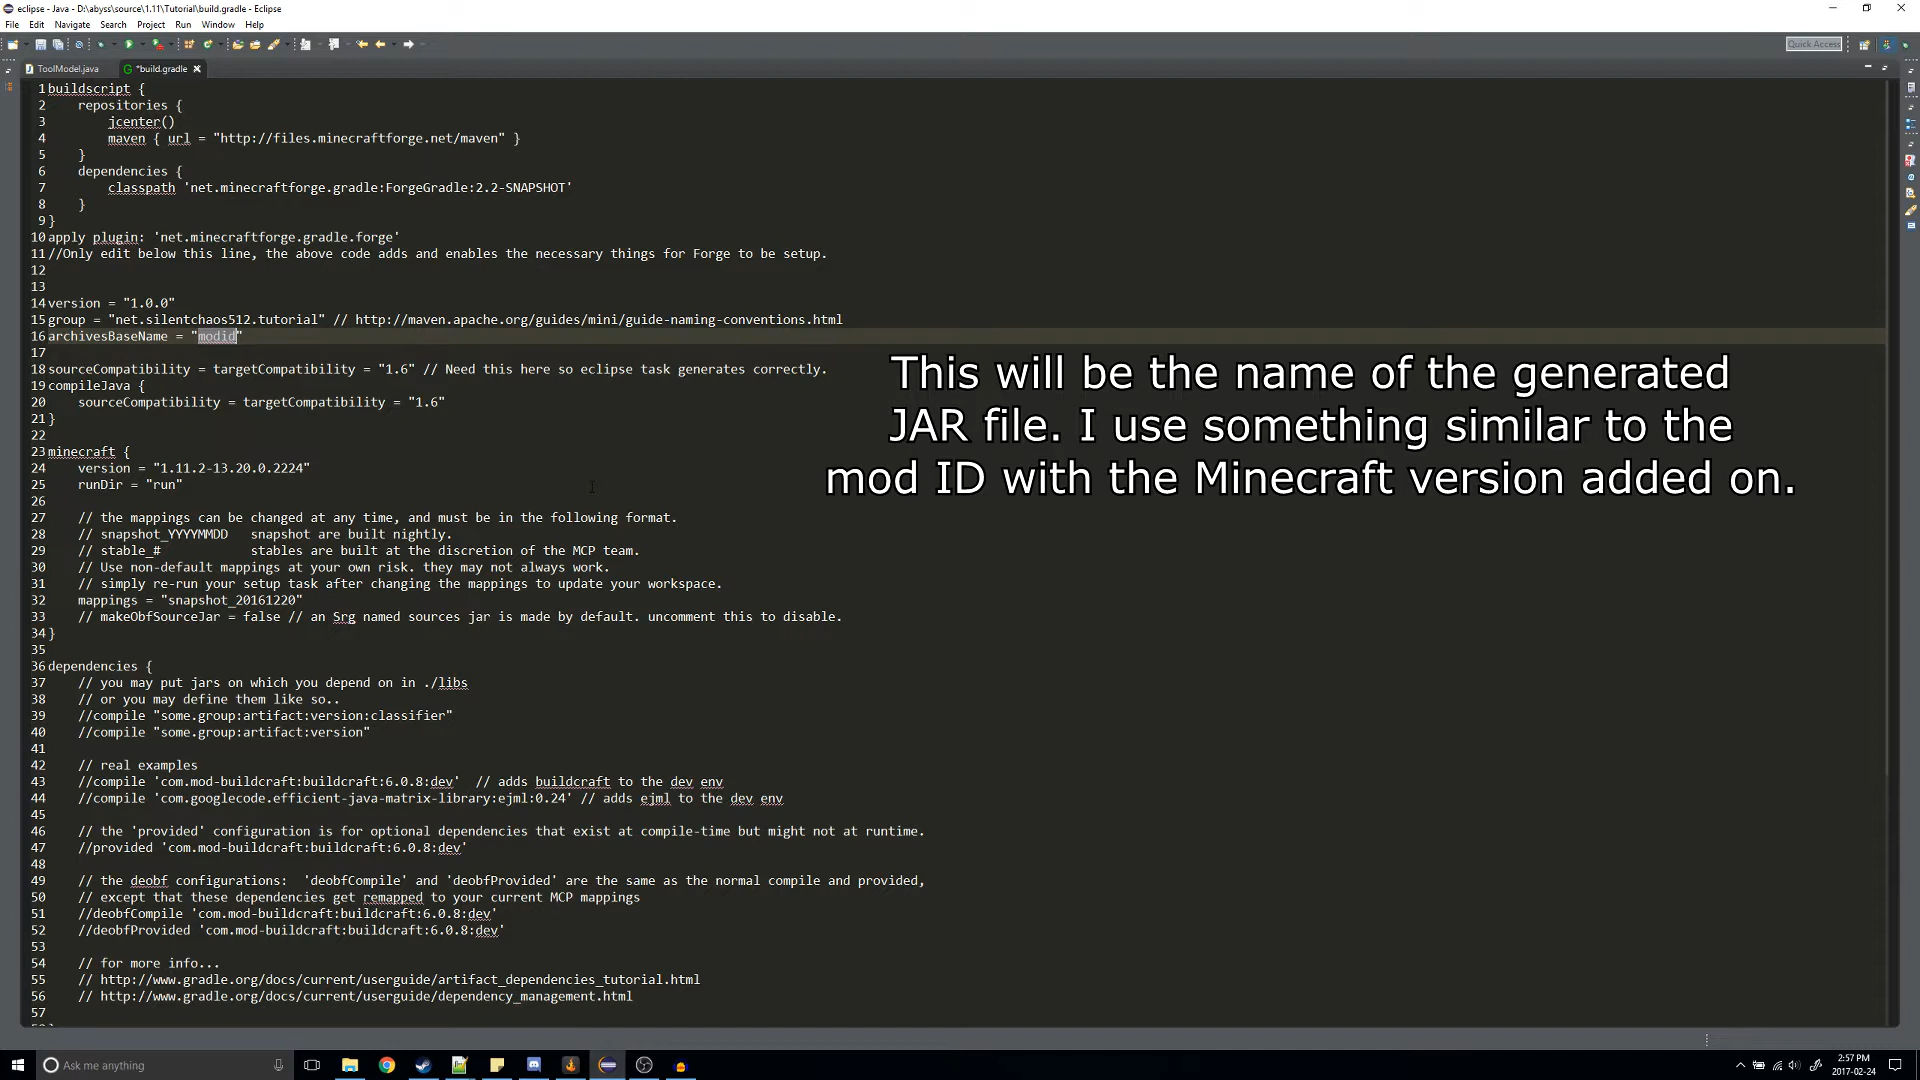 eclipse - Java - D:\abyss\source\1.11\Tutorial\build.gradle - Eclipse
File Edit Navigate Search Project Run Window Help
Quick Access
ToolModel.java *build.gradle
1 buildscript {
2 repositories {
3 jcenter()
4 maven { url = "http://files.minecraftforge.net/maven" }
5 }
6 dependencies {
7 classpath 'net.minecraftforge.gradle:ForgeGradle:2.2-SNAPSHOT'
8 }
9 }
10 apply plugin: 'net.minecraftforge.gradle.forge'
11 //Only edit below this line, the above code adds and enables the necessary things for Forge to be setup.
12
13
14 version = "1.0.0"
15 group = "net.silentchaos512.tutorial" // http://maven.apache.org/guides/mini/guide-naming-conventions.html
16 archivesBaseName = "modid"
17
18 sourceCompatibility = targetCompatibility = "1.6" // Need this here so eclipse task generates correctly.
19 compileJava {
20 sourceCompatibility = targetCompatibility = "1.6"
21 }
22
23 minecraft {
24 version = "1.11.2-13.20.0.2224"
25 runDir = "run"
26
27 // the mappings can be changed at any time, and must be in the following format.
28 // snapshot_YYYYMMDD snapshot are built nightly.
29 // stable_# stables are built at the discretion of the MCP team.
30 // Use non-default mappings at your own risk. they may not always work.
31 // simply re-run your setup task after changing the mappings to update your workspace.
32 mappings = "snapshot_20161220"
33 // makeObfSourceJar = false // an Srg named sources jar is made by default. uncomment this to disable.
34 }
35
36 dependencies {
37 // you may put jars on which you depend on in ./libs
38 // or you may define them like so..
39 //compile "some.group:artifact:version:classifier"
40 //compile "some.group:artifact:version"
41
42 // real examples
43 //compile 'com.mod-buildcraft:buildcraft:6.0.8:dev' // adds buildcraft to the dev env
44 //compile 'com.googlecode.efficient-java-matrix-library:ejml:0.24' // adds ejml to the dev env
45
46 // the 'provided' configuration is for optional dependencies that exist at compile-time but might not at runtime.
47 //provided 'com.mod-buildcraft:buildcraft:6.0.8:dev'
48
49 // the deobf configurations: 'deobfCompile' and 'deobfProvided' are the same as the normal compile and provided,
50 // except that these dependencies get remapped to your current MCP mappings
51 //deobfCompile 'com.mod-buildcraft:buildcraft:6.0.8:dev'
52 //deobfProvided 'com.mod-buildcraft:buildcraft:6.0.8:dev'
53
54 // for more info...
55 // http://www.gradle.org/docs/current/userguide/artifact_dependencies_tutorial.html
56 // http://www.gradle.org/docs/current/userguide/dependency_management.html
57
This will be the name of the generated
JAR file. I use something similar to the
mod ID with the Minecraft version added on.
Ask me anything
2:57 PM
2017-02-24